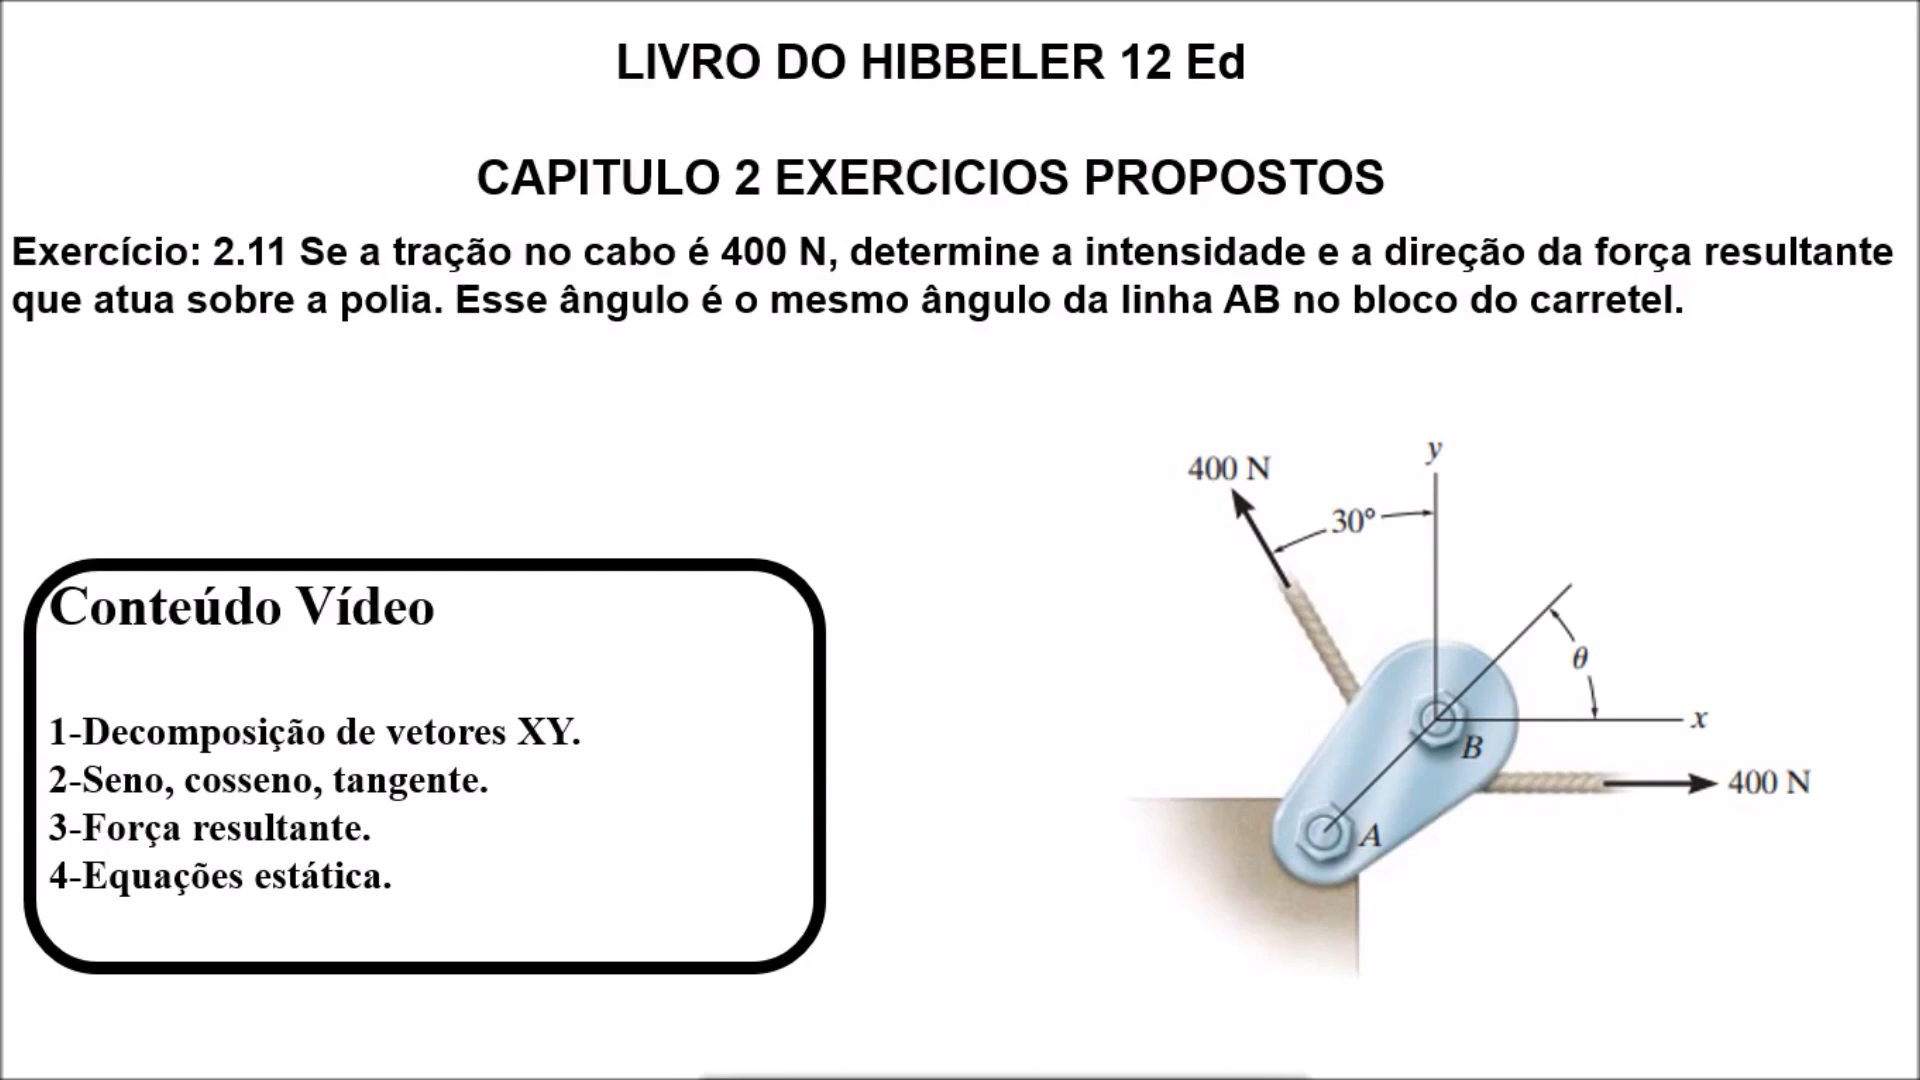 LIVRO DO HIBBELER 12 Ed
CAPITULO 2 EXERCICIOS PROPOSTOS
Exercício: 2.11 Se a tração no cabo é 400 N, determine a intensidade e a direção da força resultante
que atua sobre a polia. Esse ângulo é o mesmo ângulo da linha AB no bloco do carretel.
Conteúdo Vídeo
1-Decomposição de vetores XY.
2-Seno, cosseno, tangente.
3-Força resultante.
4-Equações estática.
y
400 N
30°
θ
x
B
400 N
A